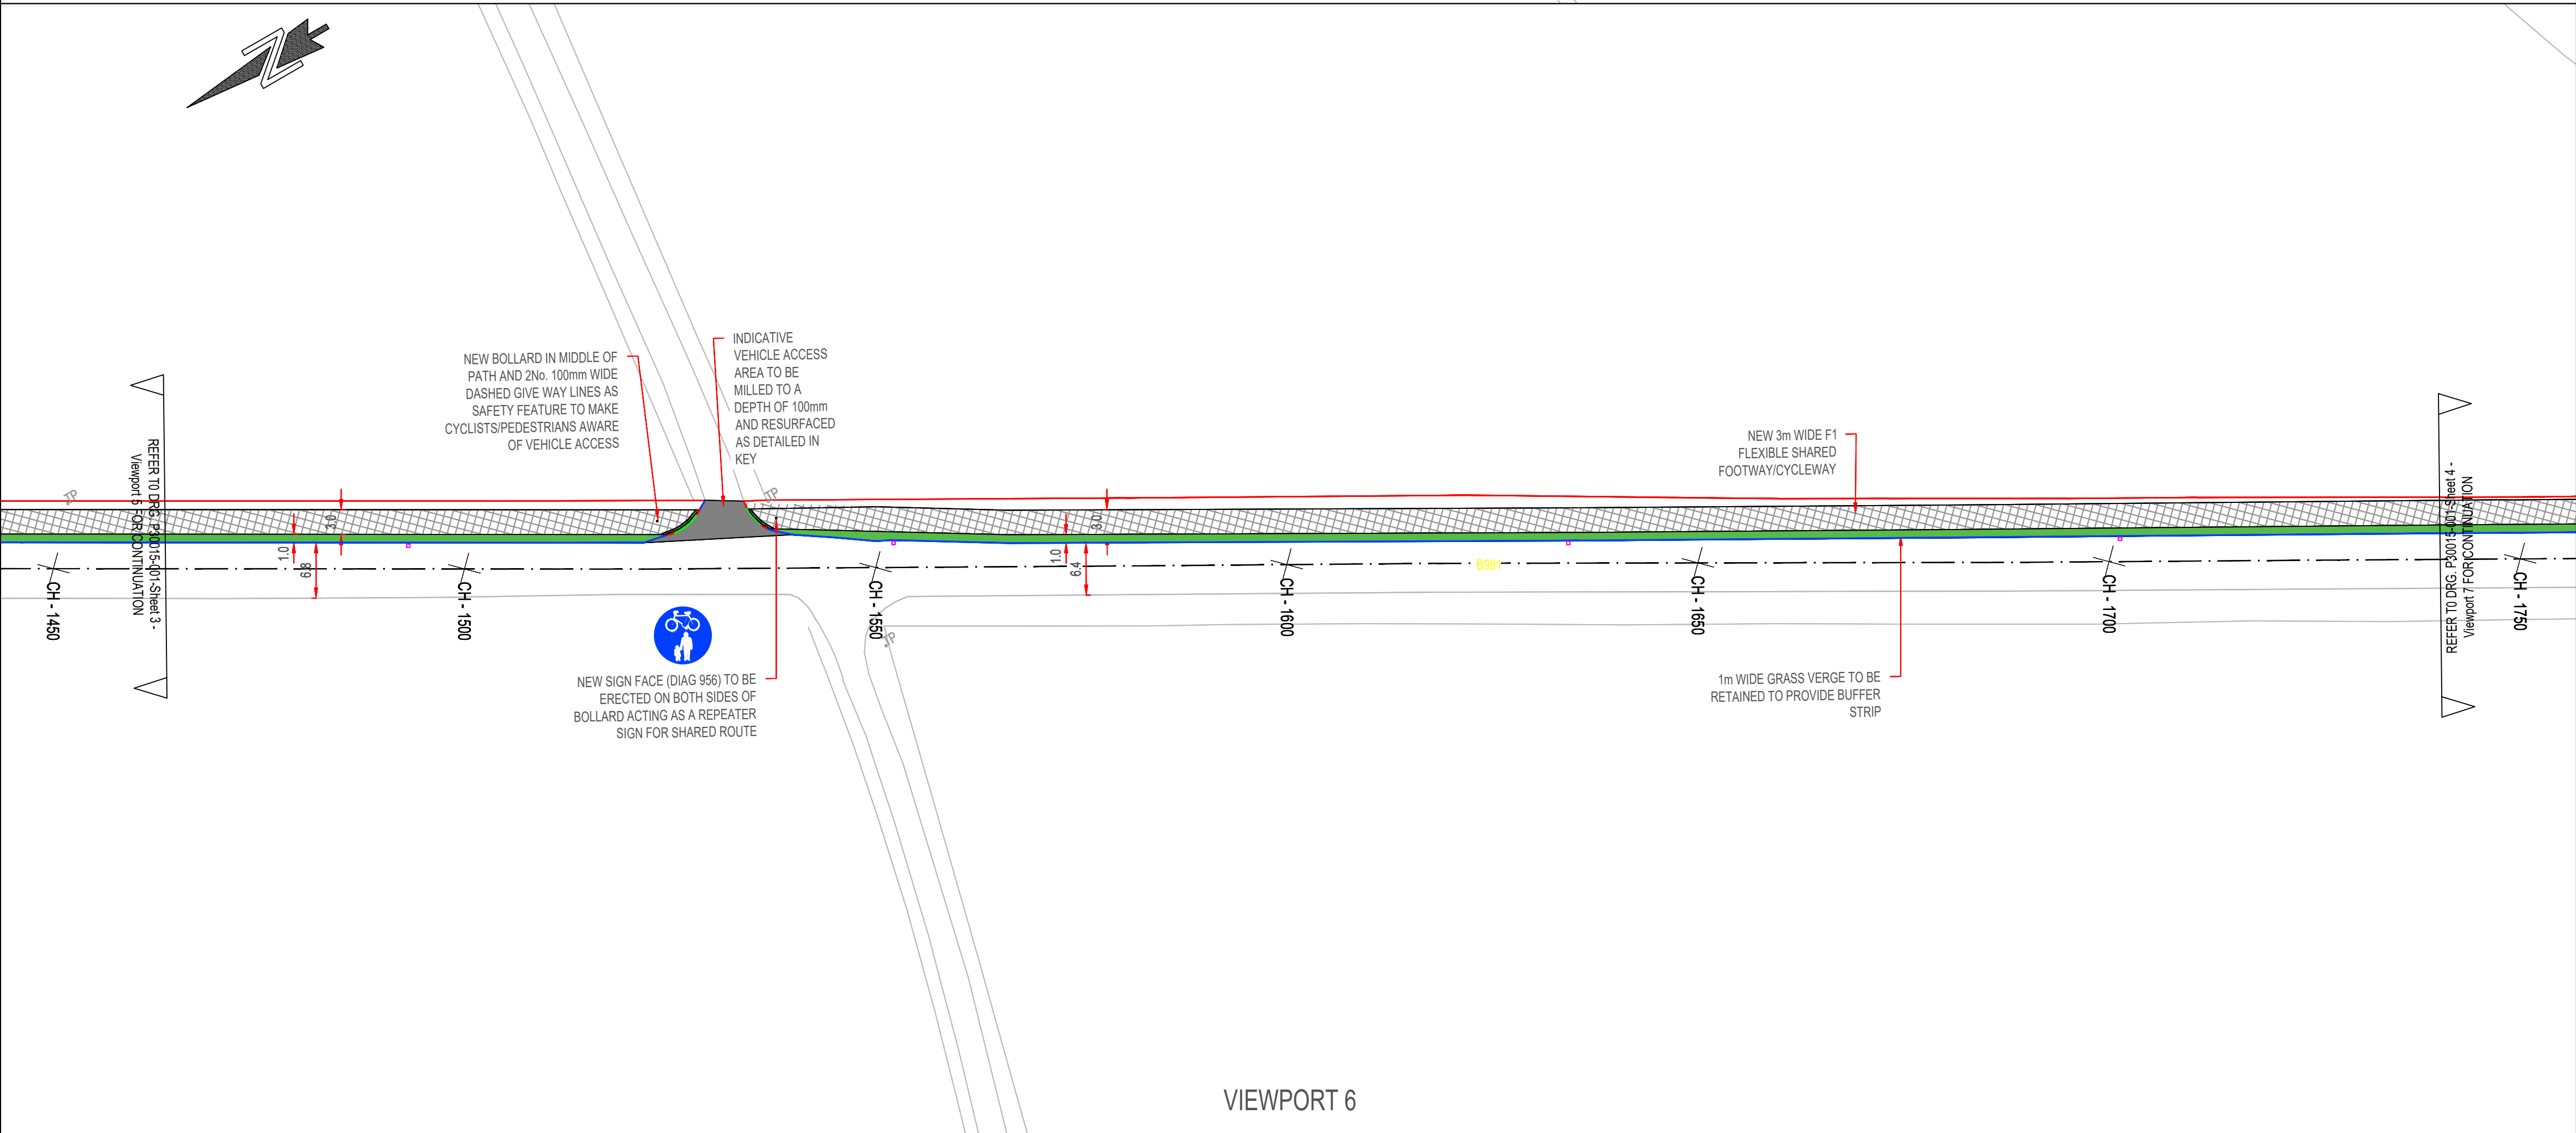 N
NEW BOLLARD IN MIDDLE OF
PATH AND 2No. 100mm WIDE
DASHED GIVE WAY LINES AS
SAFETY FEATURE TO MAKE
CYCLISTS/PEDESTRIANS AWARE
OF VEHICLE ACCESS
INDICATIVE
VEHICLE ACCESS
AREA TO BE
MILLED TO A
DEPTH OF 100mm
AND RESURFACED
AS DETAILED IN
KEY
NEW 3m WIDE F1
FLEXIBLE SHARED
FOOTWAY/CYCLEWAY
REFER TO DRG. P30015-001-Sheet 3 -
Viewport 5 FOR CONTINUATION
REFER TO DRG. P30015-001-Sheet 4 -
Viewport 7 FOR CONTINUATION
TP
TP
TP
3.0
1.0
6.8
3.0
1.0
6.4
B981
CH - 1450
CH - 1500
CH - 1550
CH - 1600
CH - 1650
CH - 1700
CH - 1750
NEW SIGN FACE (DIAG 956) TO BE
ERECTED ON BOTH SIDES OF
BOLLARD ACTING AS A REPEATER
SIGN FOR SHARED ROUTE
1m WIDE GRASS VERGE TO BE
RETAINED TO PROVIDE BUFFER
STRIP
VIEWPORT 6